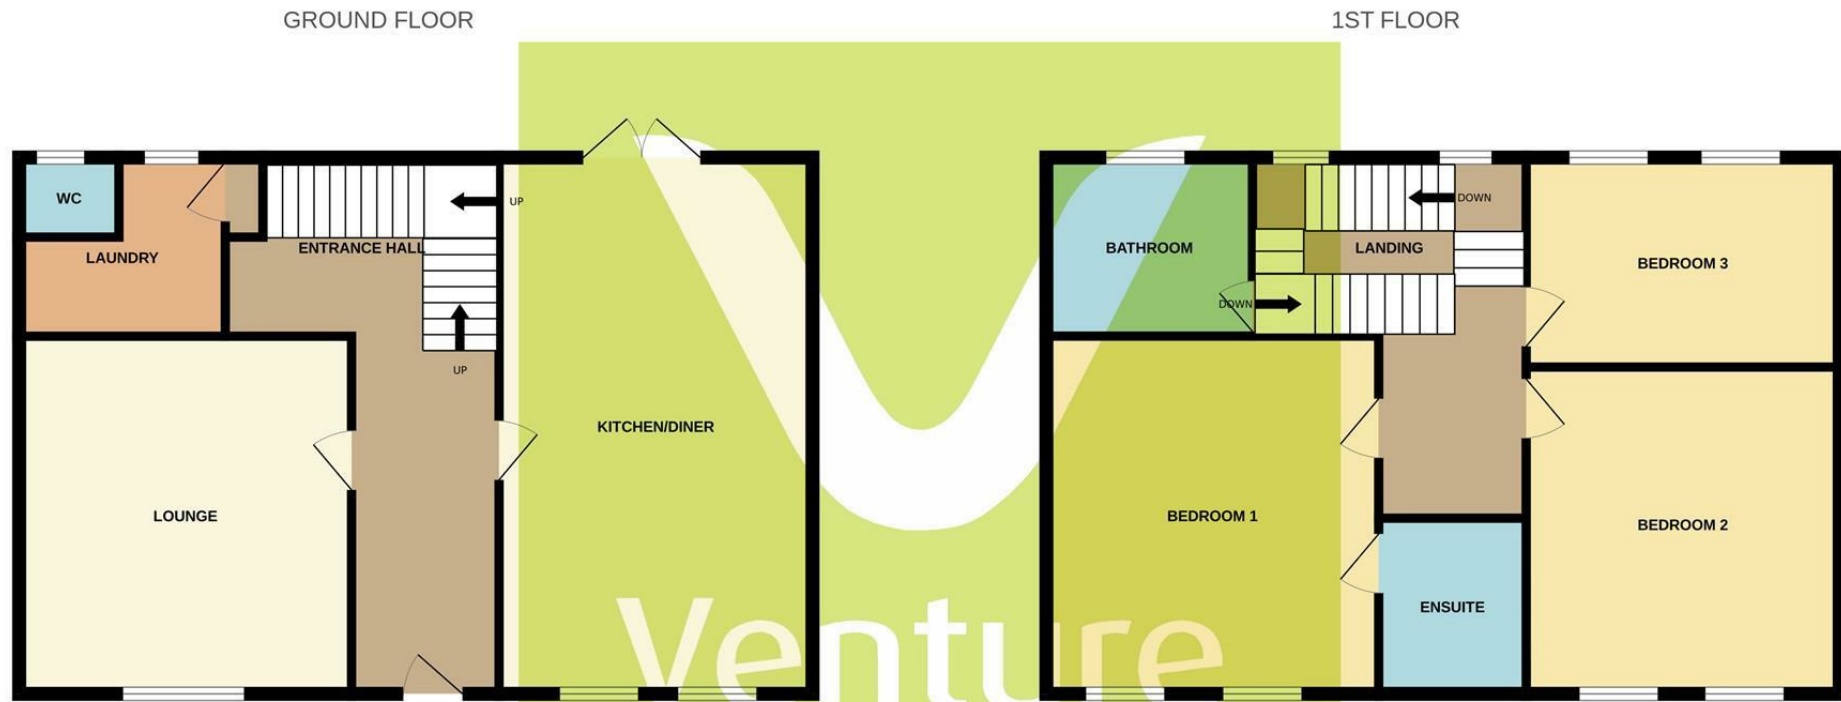 GROUND FLOOR
1ST FLOOR
WC
LAUNDRY
ENTRANCE HALL
UP
UP
KITCHEN/DINER
LOUNGE
BATHROOM
DOWN
LANDING
DOWN
BEDROOM 3
BEDROOM 1
BEDROOM 2
ENSUITE
Venture